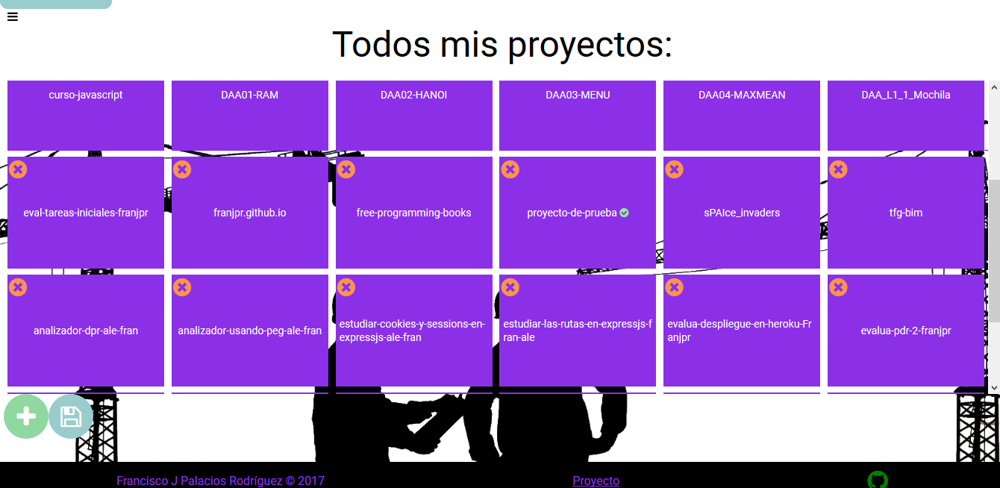 Todos mis proyectos:
curso-javascript
DAA01-RAM
DAA02-HANOI
DAA03-MENU
DAA04-MAXMEAN
DAA_L1_1_Mochila
eval-tareas-iniciales-franjpr
franjpr.github.io
free-programming-books
proyecto-de-prueba
sPAIce_invaders
tfg-bim
analizador-dpr-ale-fran
analizador-usando-peg-ale-fran
estudiar-cookies-y-sessions-en-
expressjs-ale-fran
estudiar-las-rutas-en-expressjs-f
ran-ale
evalua-despliegue-en-heroku-Fr
anjpr
evalua-pdr-2-franjpr
Francisco J Palacios Rodríguez © 2017
Proyecto